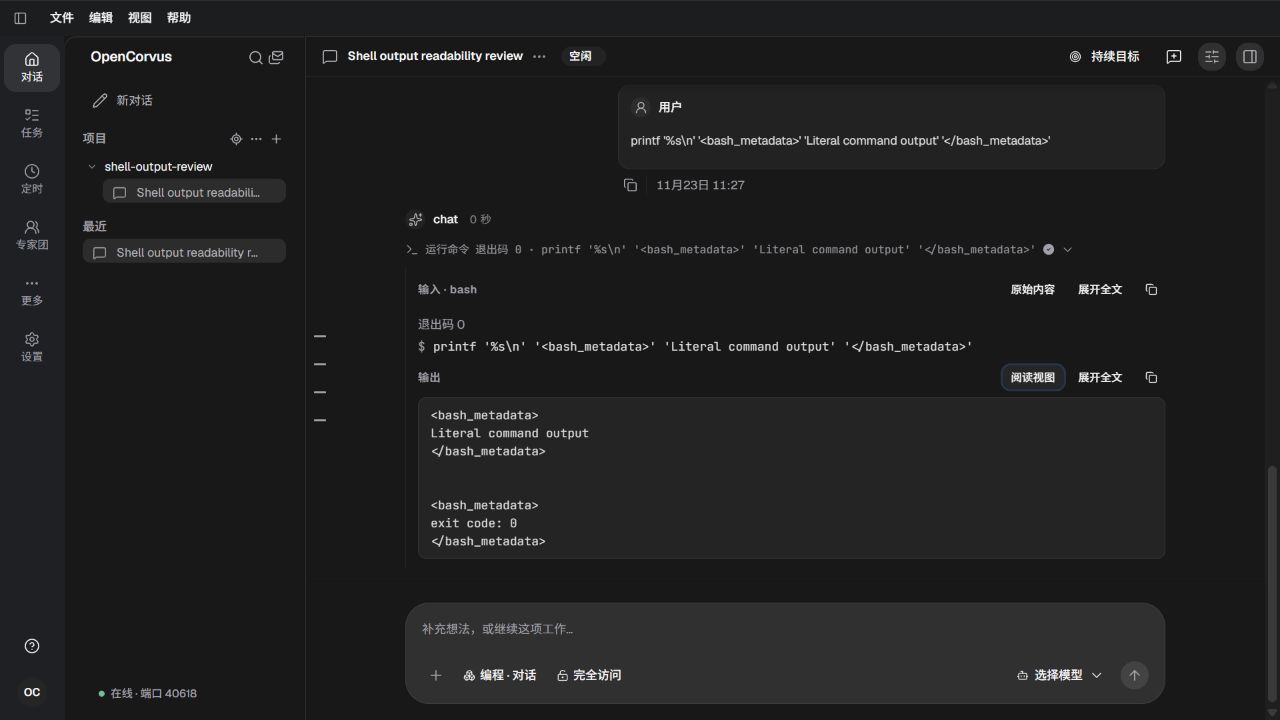 文件 编辑 视图 帮助
OpenCorvus
对话
任务
定时
专家团
更多
设置
OC
新对话
项目
shell-output-review
Shell output readabili...
最近
Shell output readability r...
在线 · 端口 40618
Shell output readability review
空闲
持续目标
用户
printf '%s\n' '<bash_metadata>' 'Literal command output' '</bash_metadata>'
11月23日 11:27
chat 0 秒
运行命令 退出码 0 · printf '%s\n' '<bash_metadata>' 'Literal command output' '</bash_metadata>'
输入 · bash 原始内容 展开全文
退出码 0
$ printf '%s\n' '<bash_metadata>' 'Literal command output' '</bash_metadata>'
输出 阅读视图 展开全文
<bash_metadata>
Literal command output
</bash_metadata>
<bash_metadata>
exit code: 0
</bash_metadata>
补充想法，或继续这项工作...
编程 · 对话 完全访问 选择模型